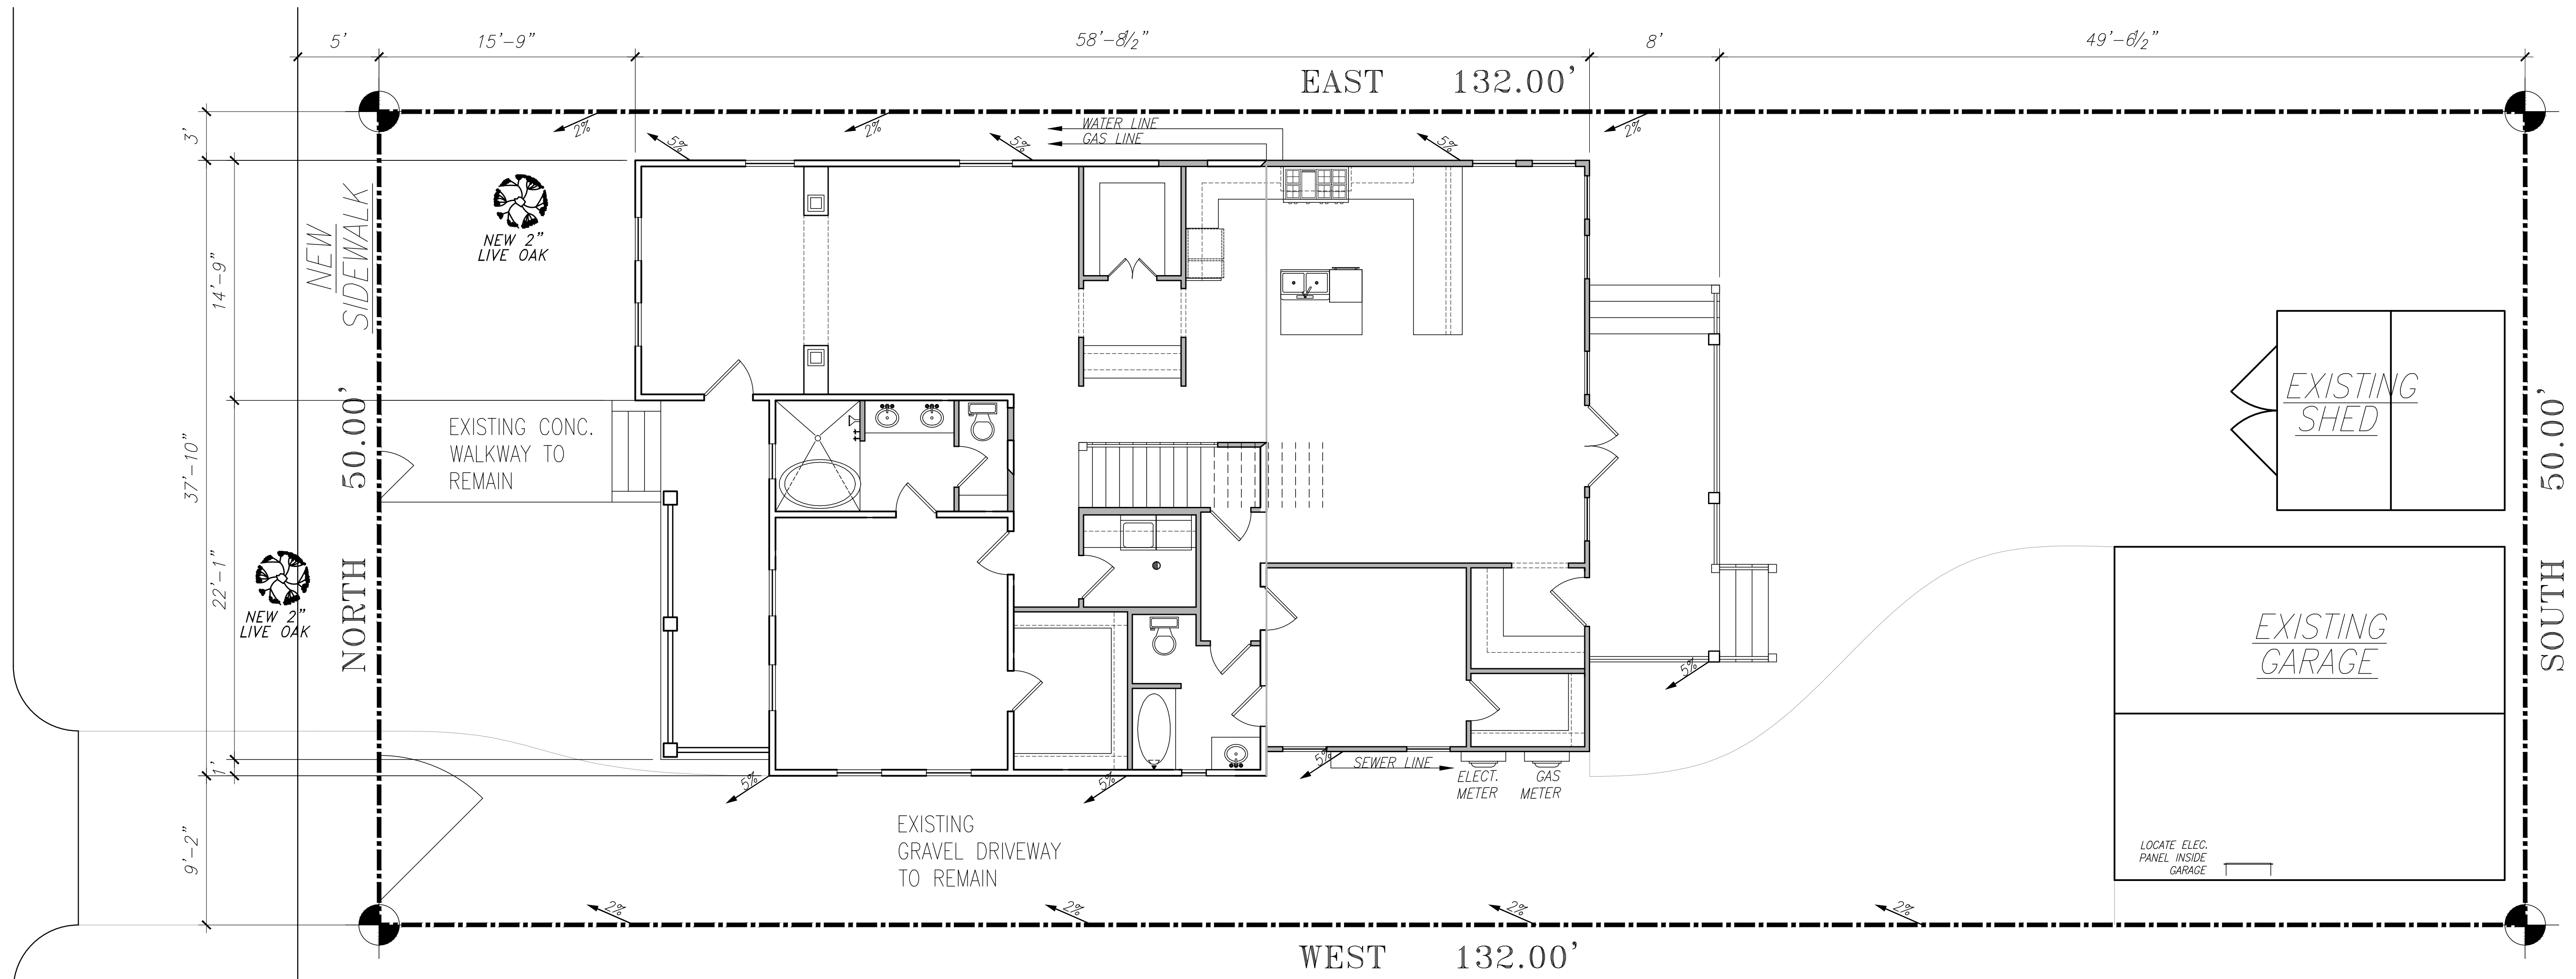 5'
15'-9"
58'-8½"
8'
49'-6½"
EAST 132.00'
3'
2%
2%
2%
5%
5%
5%
WATER LINE
GAS LINE
NEW
SIDEWALK
NEW 2"
LIVE OAK
14'-9"
37'-10"
22'-1"
1'
9'-2"
NORTH 50.00'
EXISTING CONC.
WALKWAY TO
REMAIN
NEW 2"
LIVE OAK
EXISTING
SHED
EXISTING
GARAGE
SOUTH 50.00'
5%
5%
5%
5%
SEWER LINE
ELECT.
METER
GAS
METER
EXISTING
GRAVEL DRIVEWAY
TO REMAIN
LOCATE ELEC.
PANEL INSIDE
GARAGE
2%
2%
2%
2%
WEST 132.00'